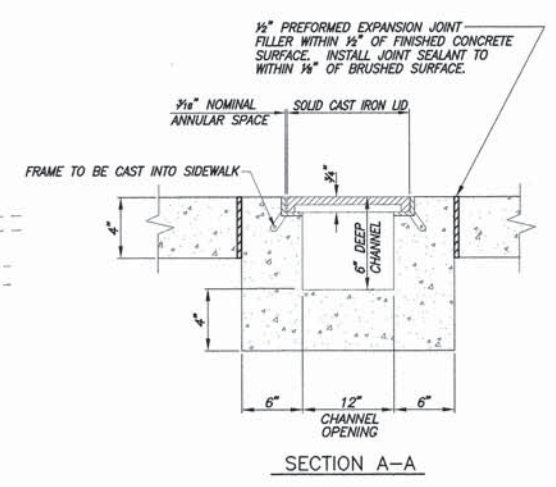 ½" PREFORMED EXPANSION JOINT
FILLER WITHIN ½" OF FINISHED CONCRETE
SURFACE. INSTALL JOINT SEALANT TO
WITHIN ⅛" OF BRUSHED SURFACE.
3/16" NOMINAL
ANNULAR SPACE
SOLID CAST IRON LID
FRAME TO BE CAST INTO SIDEWALK
¾"
4"
6" DEEP
CHANNEL
4"
6"
12"
6"
CHANNEL
OPENING
SECTION A-A